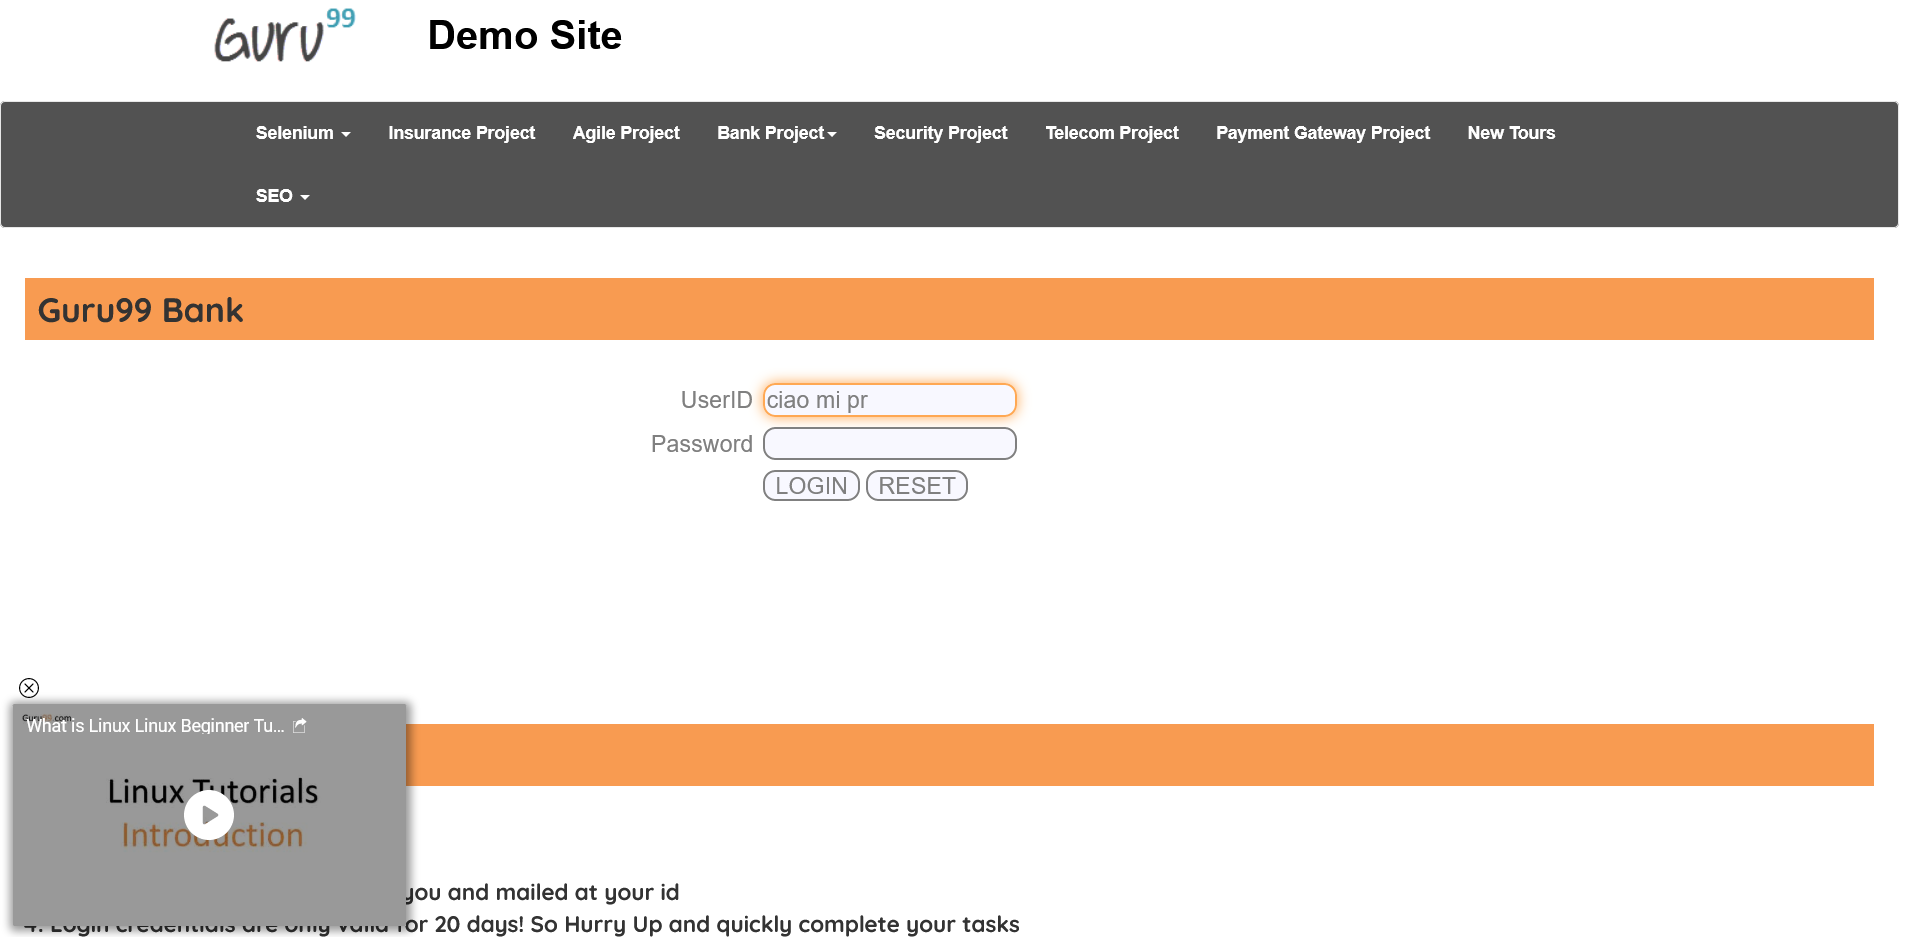 Guru99 Demo Site
Selenium Insurance Project Agile Project Bank Project Security Project Telecom Project Payment Gateway Project New Tours
SEO
Guru99 Bank
UserID ciao mi pr
Password
LOGIN RESET
Guru99.com
What is Linux Linux Beginner Tu...
Linux Tutorials
Introduction
you and mailed at your id
4. Login credentials are only valid for 20 days! So Hurry Up and quickly complete your tasks